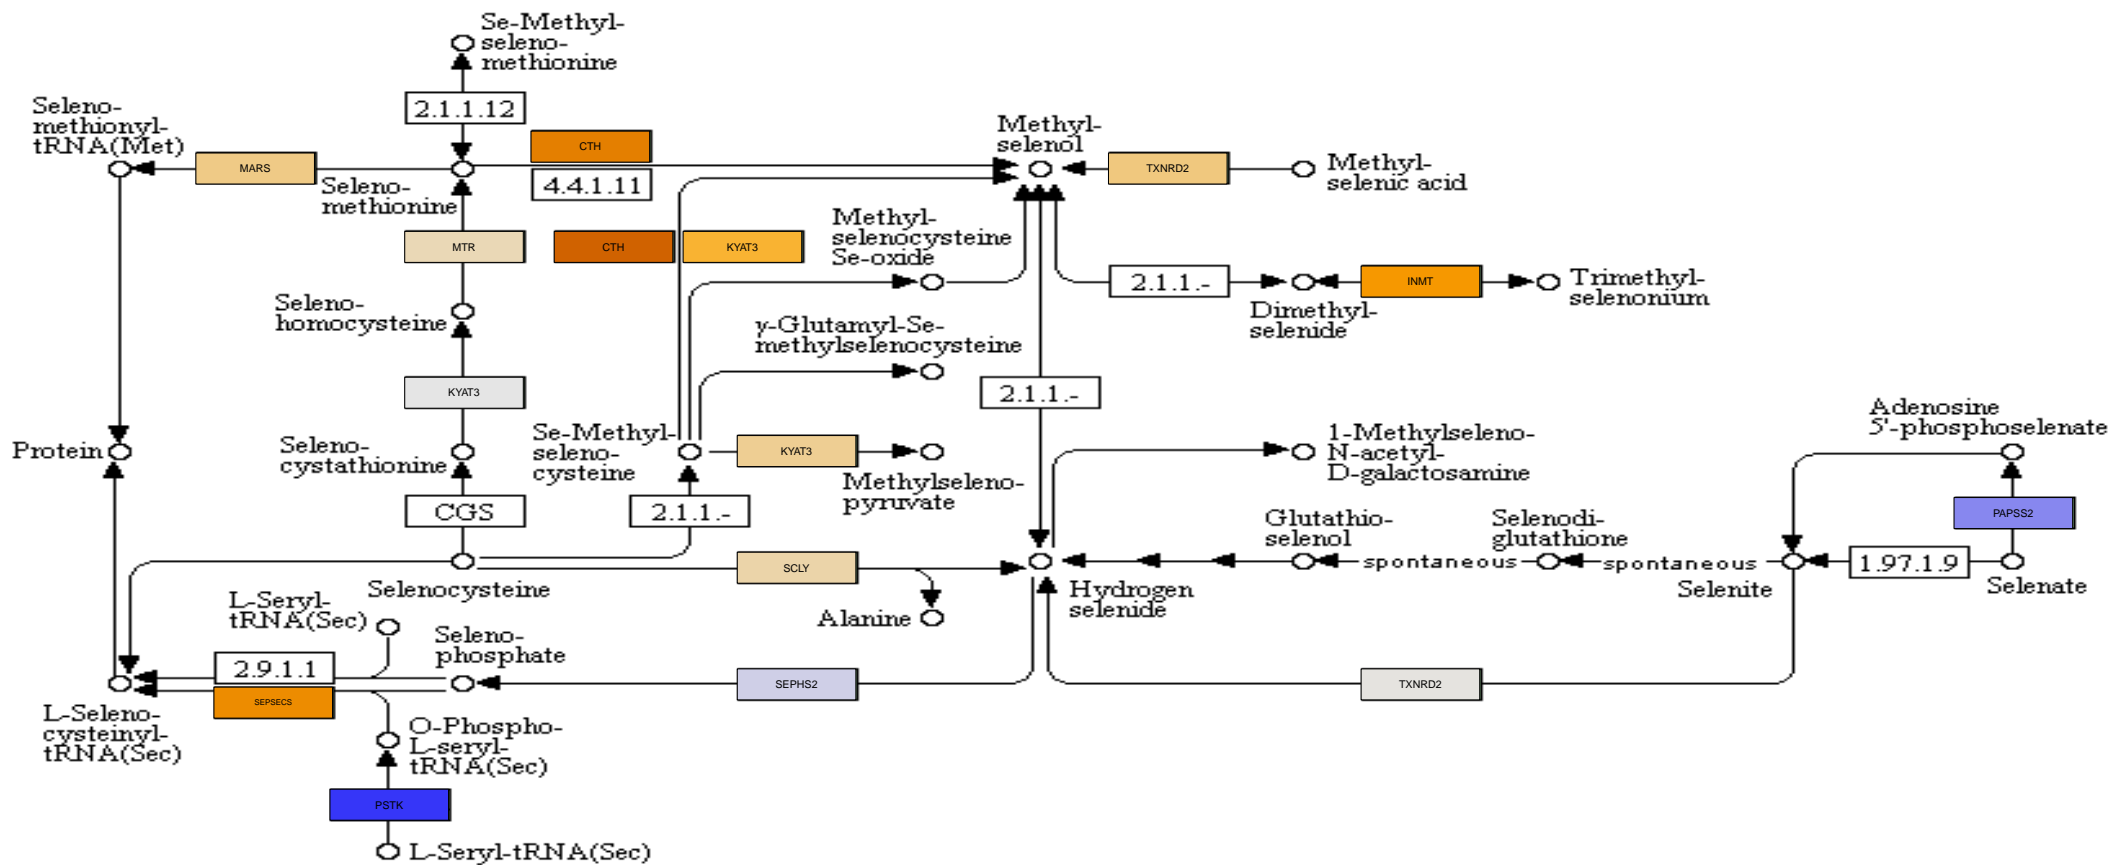 Se-Methyl-
seleno-
methionine
2.1.1.12
Seleno-
methionyl-
tRNA(Met)
MARS
CTH
4.4.1.11
Methyl-
selenol
TXNRD2
Methyl-
selenic acid
Seleno-
methionine
MTR
CTH
KYAT3
Methyl-
selenocysteine
Se-oxide
2.1.1.-
Dimethyl-
selenide
INMT
Trimethyl-
selenonium
Seleno-
homocysteine
γ-Glutamyl-Se-
methylselenocysteine
KYAT3
2.1.1.-
Protein
Seleno-
cystathionine
Se-Methyl-
seleno-
cysteine
KYAT3
Methylseleno-
pyruvate
1-Methylseleno-
N-acetyl-
D-galactosamine
Adenosine
5'-phosphoselenate
CGS
2.1.1.-
PAPSS2
Glutathio-
selenol
Selenodi-
glutathione
Selenocysteine
SCLY
Alanine
Hydrogen
selenide
spontaneous
spontaneous
Selenite
1.97.1.9
Selenate
L-Seryl-
tRNA(Sec)
Seleno-
phosphate
2.9.1.1
SEPSECS
SEPHS2
TXNRD2
L-Seleno-
cysteinyl-
tRNA(Sec)
O-Phospho-
L-seryl-
tRNA(Sec)
PSTK
L-Seryl-tRNA(Sec)